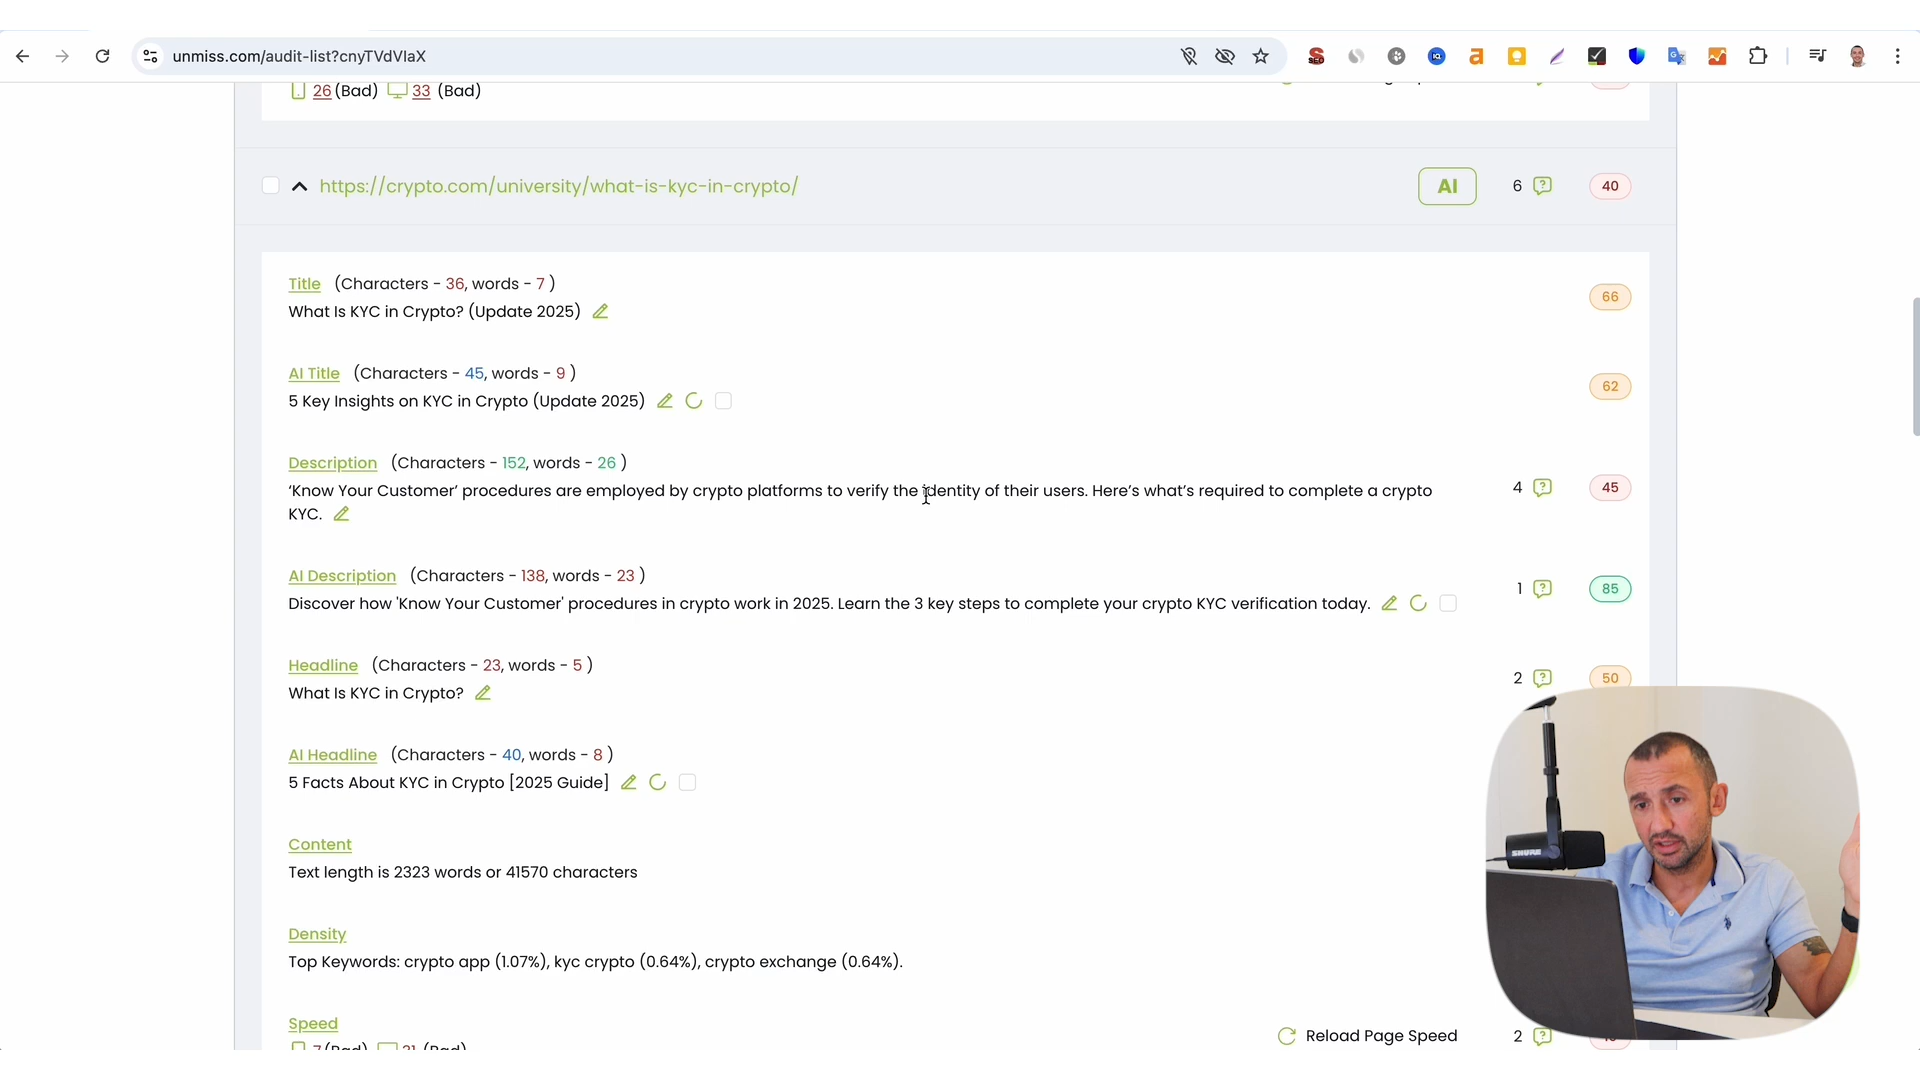 unmiss.com/audit-list?cnyTVdVIaX
26 (Bad) 33 (Bad)
https://crypto.com/university/what-is-kyc-in-crypto/ AI 6 40
Title (Characters - 36, words - 7 )
What Is KYC in Crypto? (Update 2025) 66
AI Title (Characters - 45, words - 9 )
5 Key Insights on KYC in Crypto (Update 2025) 62
Description (Characters - 152, words - 26 )
‘Know Your Customer’ procedures are employed by crypto platforms to verify the identity of their users. Here’s what’s required to complete a crypto 4 45
KYC.
AI Description (Characters - 138, words - 23 )
Discover how 'Know Your Customer' procedures in crypto work in 2025. Learn the 3 key steps to complete your crypto KYC verification today. 1 85
Headline (Characters - 23, words - 5 )
What Is KYC in Crypto? 2 50
AI Headline (Characters - 40, words - 8 )
5 Facts About KYC in Crypto [2025 Guide]
Content
Text length is 2323 words or 41570 characters
Density
Top Keywords: crypto app (1.07%), kyc crypto (0.64%), crypto exchange (0.64%).
Speed
Reload Page Speed 2
7 (Bad) 21 (Bad)
SHURE